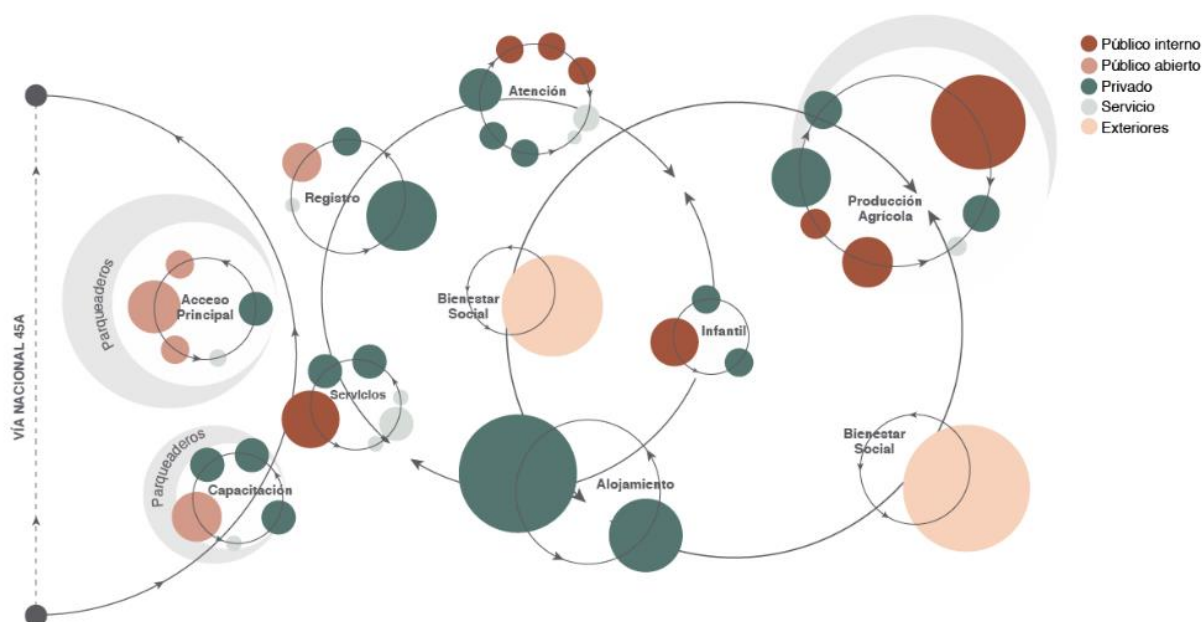 Público interno
Público abierto
Privado
Servicio
Exteriores
Atención
Registro
Producción
Agrícola
Parqueaderos
Acceso
Principal
Bienestar
Social
Infantil
VÍA NACIONAL 45A
Servicios
Parqueaderos
Capacitación
Alojamiento
Bienestar
Social